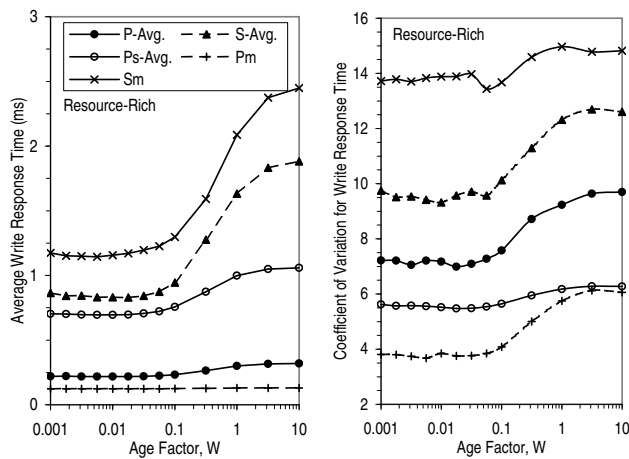 3
P-Avg.
S-Avg.
Ps-Avg.
Pm
Sm
Resource-Rich
2
1
0
0.001
0.01
0.1
1
10
Average Write Response Time (ms)
Age Factor, W
16
Resource-Rich
14
12
10
8
6
4
2
0.001
0.01
0.1
1
10
Coefficient of Variation for Write Response Time
Age Factor, W